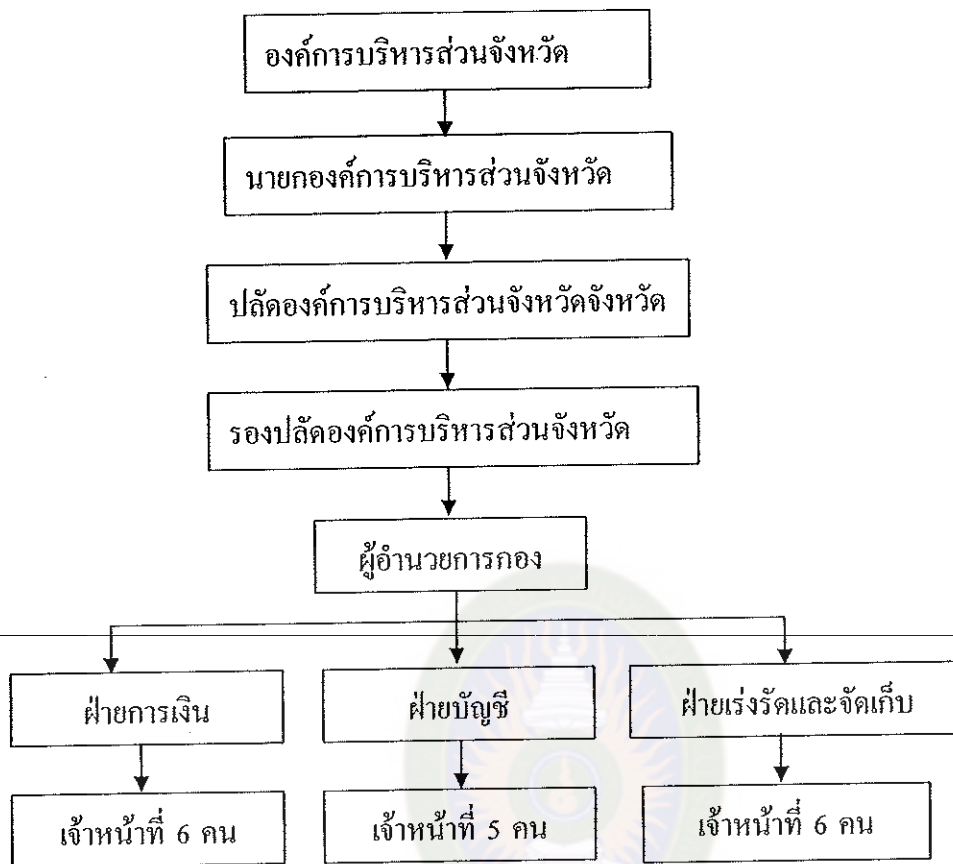 องค์การบริหารส่วนจังหวัด
นายกองค์การบริหารส่วนจังหวัด
ปลัดองค์การบริหารส่วนจังหวัดจังหวัด
รองปลัดองค์การบริหารส่วนจังหวัด
ผู้อำนวยการกอง
ฝ่ายการเงิน ฝ่ายบัญชี ฝ่ายเร่งรัดและจัดเก็บ
เจ้าหน้าที่ 6 คน เจ้าหน้าที่ 5 คน เจ้าหน้าที่ 6 คน